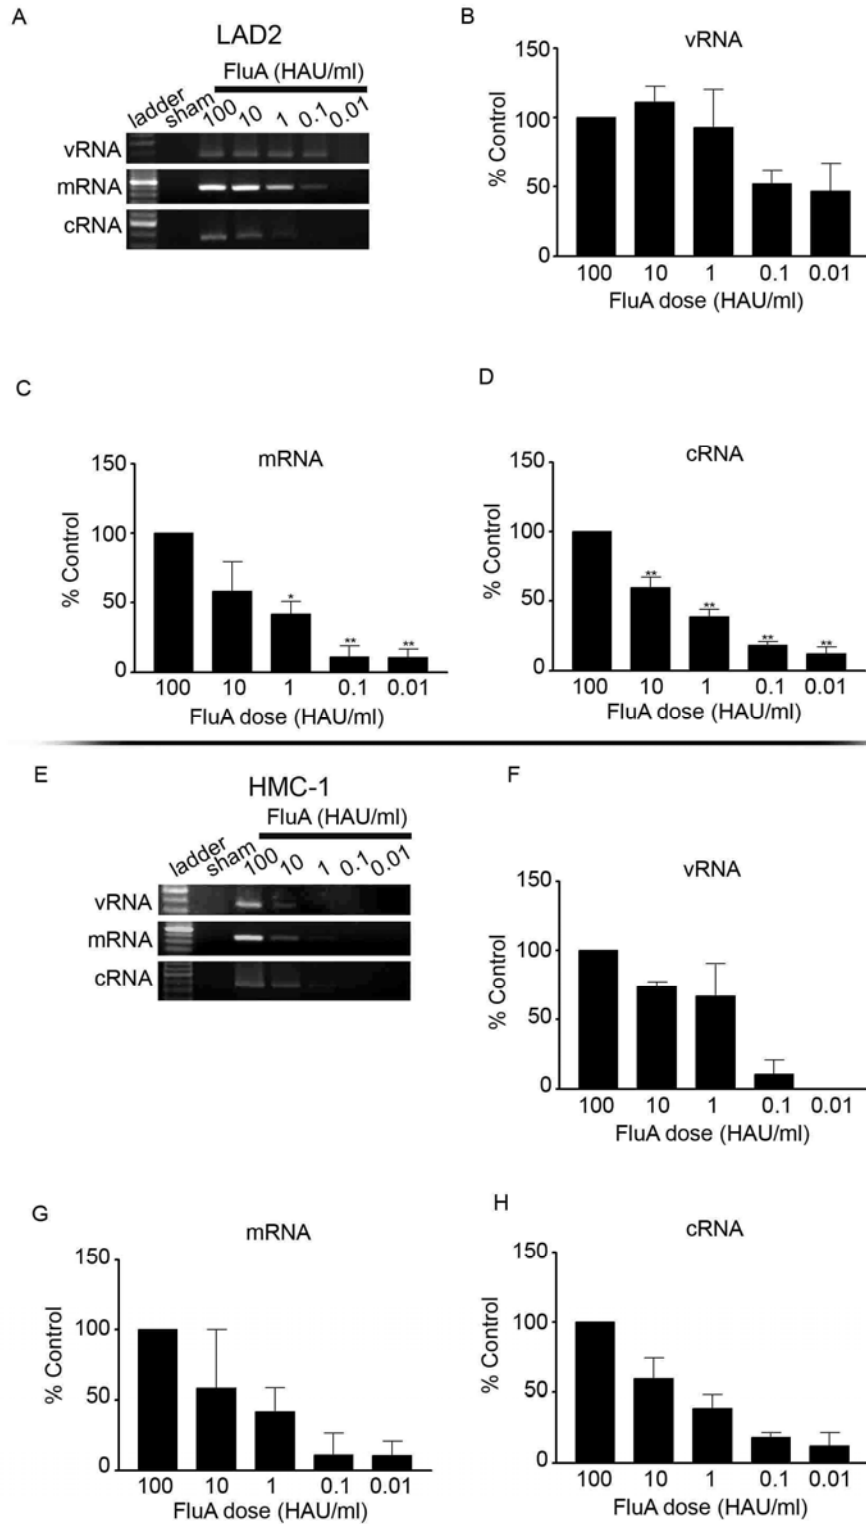 A
LAD2
FluA (HAU/ml)
ladder sham 100 10 1 0.1 0.01
vRNA
mRNA
cRNA
B
vRNA
% Control
150
100
50
0
100 10 1 0.1 0.01
FluA dose (HAU/ml)
C
mRNA
% Control
150
100
50
0
* ** **
100 10 1 0.1 0.01
FluA dose (HAU/ml)
D
cRNA
% Control
150
100
50
0
** ** ** **
100 10 1 0.1 0.01
FluA dose (HAU/ml)
E
HMC-1
FluA (HAU/ml)
ladder sham 100 10 1 0.1 0.01
vRNA
mRNA
cRNA
F
vRNA
% Control
150
100
50
0
100 10 1 0.1 0.01
FluA dose (HAU/ml)
G
mRNA
% Control
150
100
50
0
100 10 1 0.1 0.01
FluA dose (HAU/ml)
H
cRNA
% Control
150
100
50
0
100 10 1 0.1 0.01
FluA dose (HAU/ml)